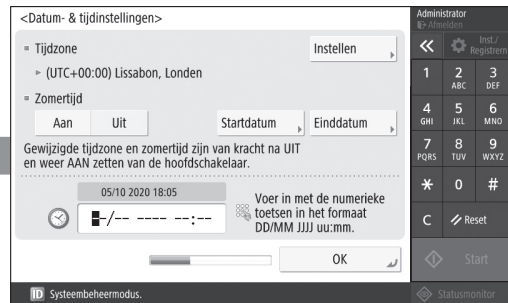 <Datum- & tijdinstellingen>
Tijdzone
Instellen
(UTC+00:00) Lissabon, Londen
Zomertijd
Aan
Uit
Startdatum
Einddatum
Gewijzigde tijdzone en zomertijd zijn van kracht na UIT
en weer AAN zetten van de hoofdschakelaar.
05/10 2020 18:05
-/-- ---- --:--
Voer in met de numerieke
toetsen in het formaat
DD/MM JJJJ uu:mm.
OK
ID Systeembeheermodus.
Administrator
Afmelden
Inst./
Registreren
1
2
ABC
3
DEF
4
GHI
5
JKL
6
MNO
7
PQRS
8
TUV
9
WXYZ
* 0 #
C
Reset
Start
Statusmonitor